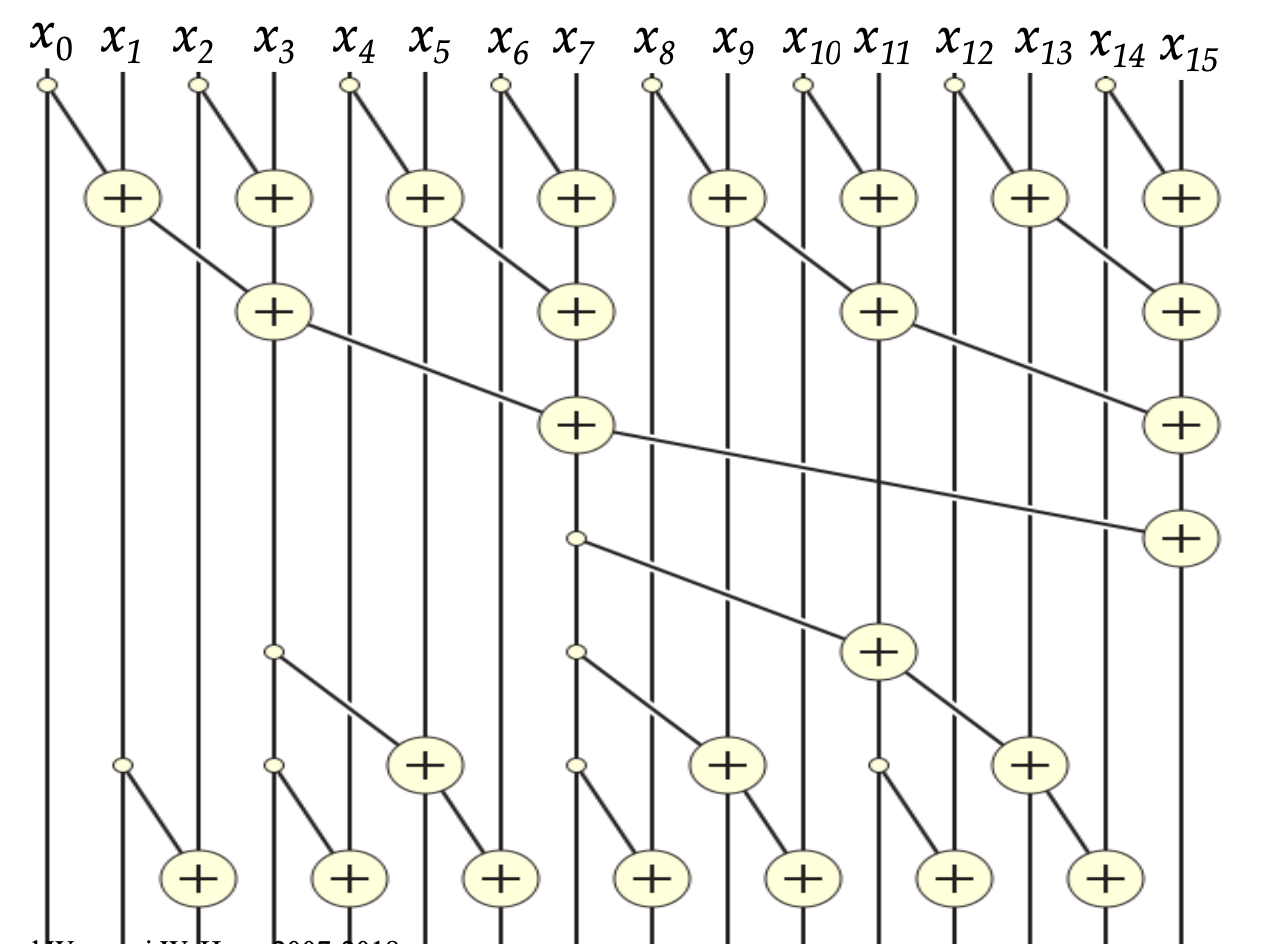 x0 x1 x2 x3 x4 x5 x6 x7 x8 x9 x10 x11 x12 x13 x14 x15
+ + + + + + + +
+ + + +
+ +
+
+
+ + +
+ + + + + + +